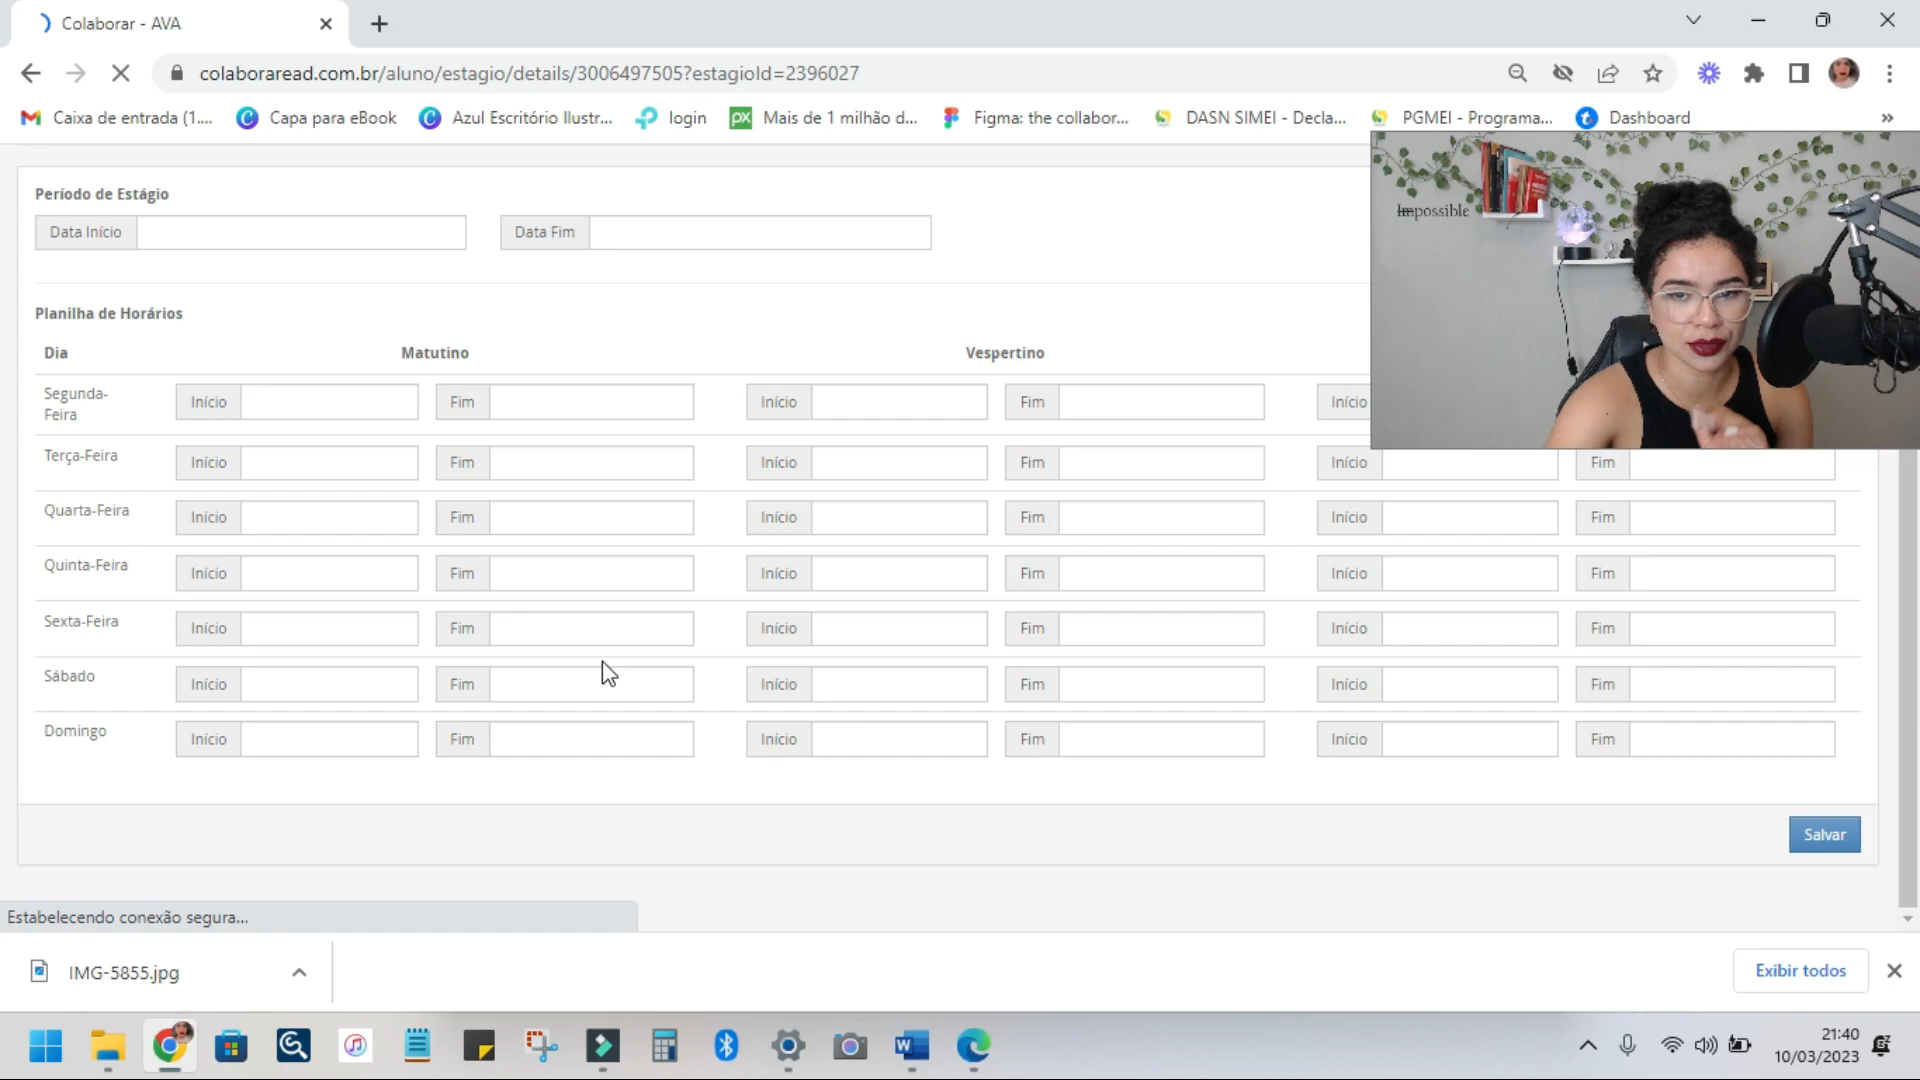 Colaborar - AVA
colaboraread.com.br/aluno/estagio/details/3006497505?estagioId=2396027
Caixa de entrada (1.... Capa para eBook Azul Escritório Ilustr... login px Mais de 1 milhão d... Figma: the collabor... DASN SIMEI - Decla... PGMEI - Programa... Dashboard »
Impossible
Período de Estágio
Data Início Data Fim
Planilha de Horários
Dia Matutino Vespertino
Segunda-
Feira Início Fim Início Fim Início
Terça-Feira Início Fim Início Fim Início Fim
Quarta-Feira Início Fim Início Fim Início Fim
Quinta-Feira Início Fim Início Fim Início Fim
Sexta-Feira Início Fim Início Fim Início Fim
Sábado Início Fim Início Fim Início Fim
Domingo Início Fim Início Fim Início Fim
Salvar
Estabelecendo conexão segura...
IMG-5855.jpg
Exibir todos
21:40
10/03/2023